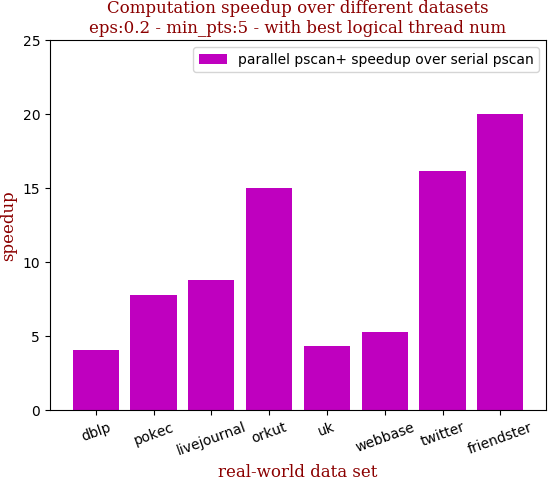 Computation speedup over different datasets
eps:0.2 - min_pts:5 - with best logical thread num
25
20
15
10
5
0
speedup
parallel pscan+ speedup over serial pscan
dblp
pokec
livejournal
orkut
uk
webbase
twitter
friendster
real-world data set